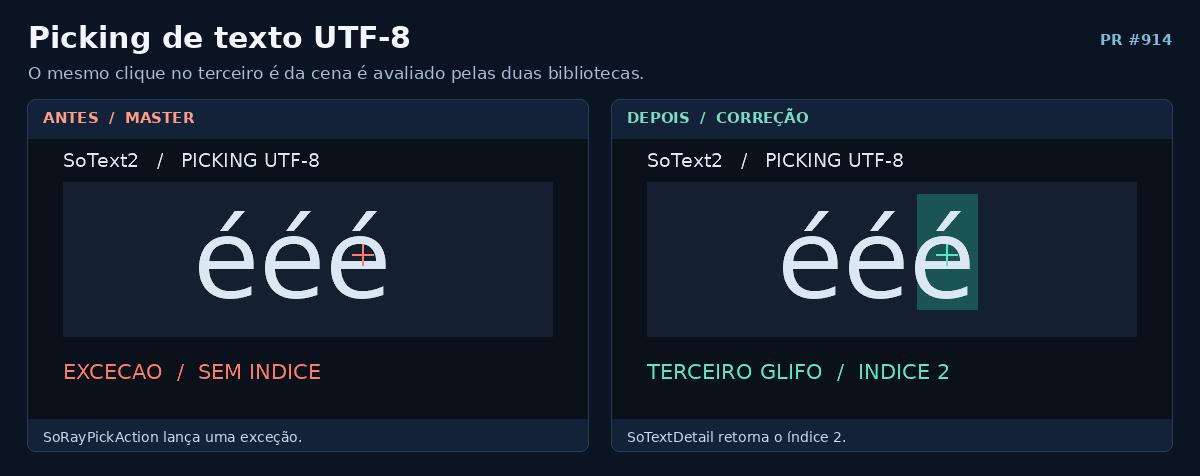 Picking de texto UTF-8
PR #914
O mesmo clique no terceiro é da cena é avaliado pelas duas bibliotecas.
ANTES / MASTER
SoText2 / PICKING UTF-8
ééé
EXCECAO / SEM INDICE
SoRayPickAction lança uma exceção.
DEPOIS / CORREÇÃO
SoText2 / PICKING UTF-8
ééé
TERCEIRO GLIFO / INDICE 2
SoTextDetail retorna o índice 2.